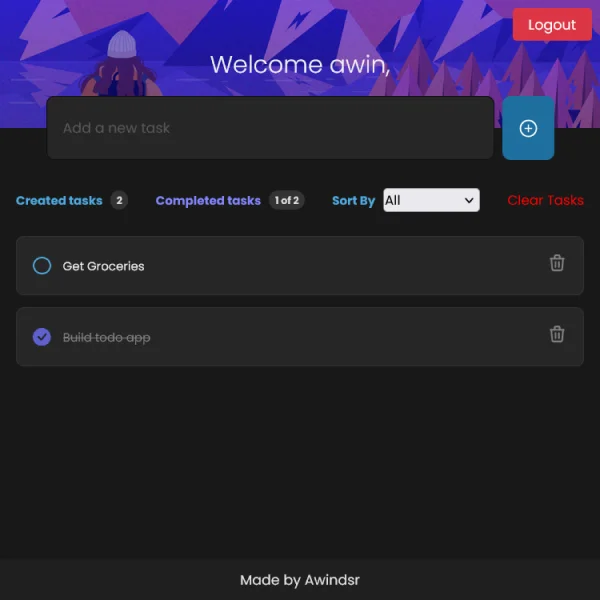 Logout
Welcome awin,
Add a new task
Created tasks 2 Completed tasks 1 of 2 Sort By All Clear Tasks
Get Groceries
Build todo app
Made by Awindsr